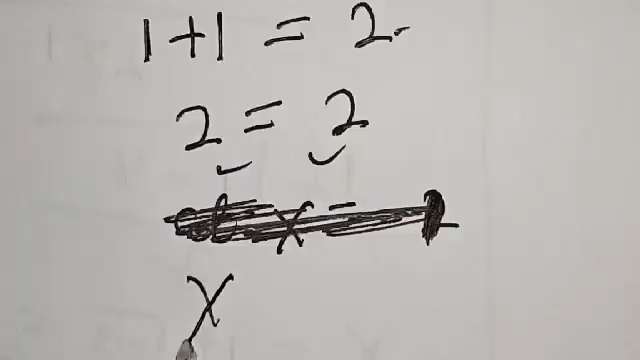 1+1 = 2.
2 = 2
x